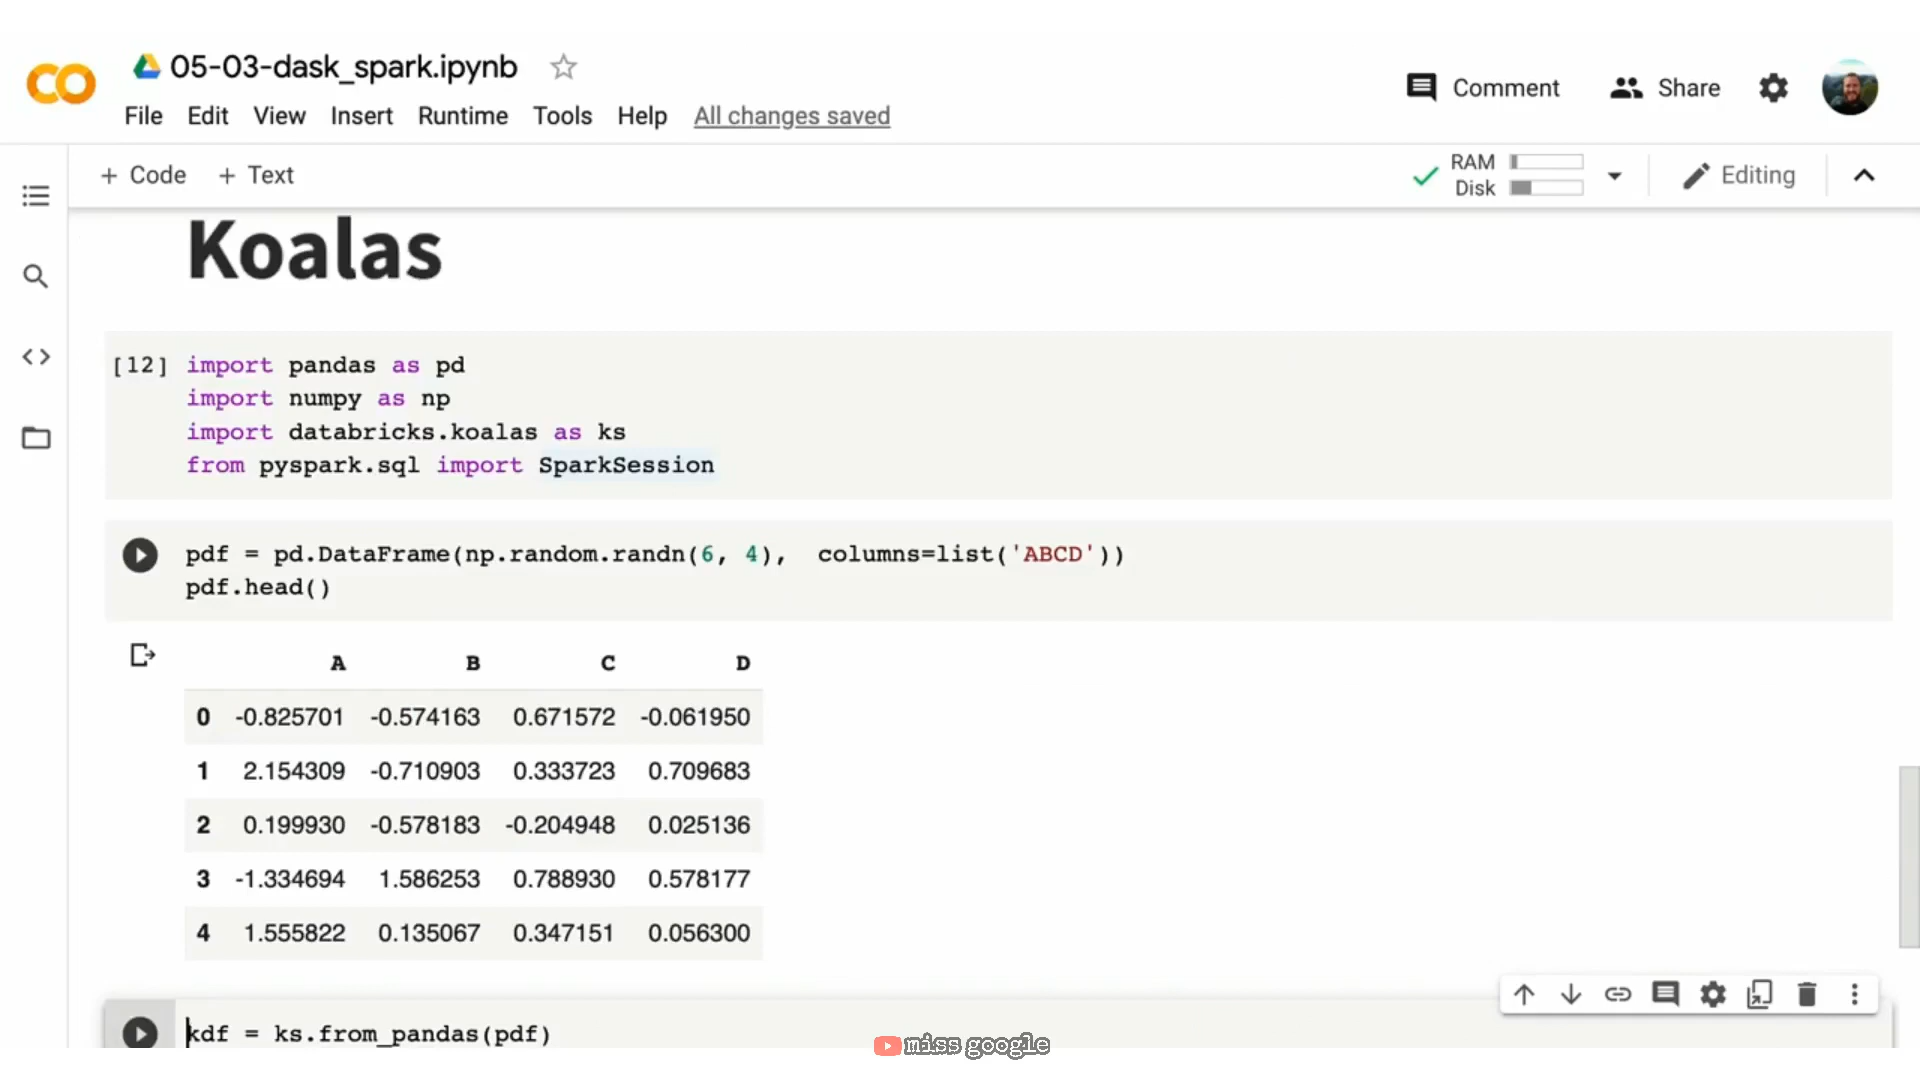 05-03-dask_spark.ipynb
Comment Share
File Edit View Insert Runtime Tools Help All changes saved
+ Code + Text
RAM
Disk
Editing
Koalas
[12] import pandas as pd
import numpy as np
import databricks.koalas as ks
from pyspark.sql import SparkSession
pdf = pd.DataFrame(np.random.randn(6, 4),  columns=list('ABCD'))
pdf.head()
A B C D
0 -0.825701 -0.574163 0.671572 -0.061950
1 2.154309 -0.710903 0.333723 0.709683
2 0.199930 -0.578183 -0.204948 0.025136
3 -1.334694 1.586253 0.788930 0.578177
4 1.555822 0.135067 0.347151 0.056300
kdf = ks.from_pandas(pdf)
miss google